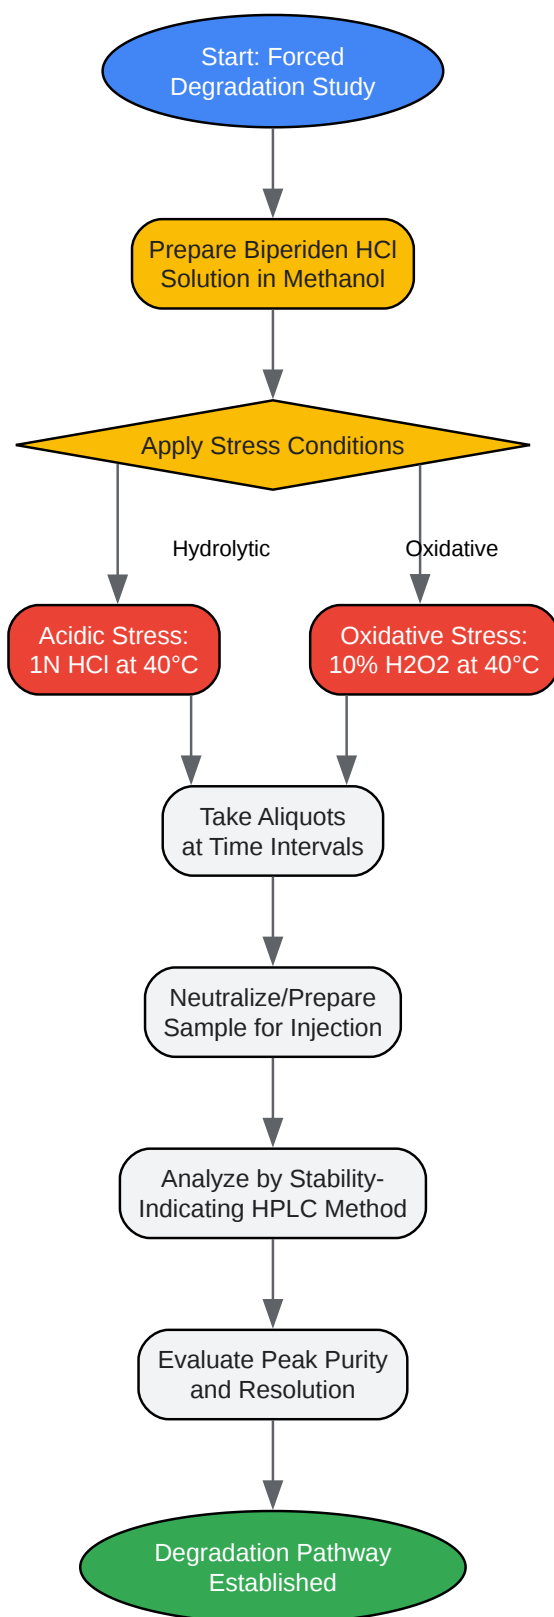 Start: Forced
Degradation Study
Prepare Biperiden HCl
Solution in Methanol
Apply Stress Conditions
Hydrolytic
Oxidative
Acidic Stress:
1N HCl at 40°C
Oxidative Stress:
10% H2O2 at 40°C
Take Aliquots
at Time Intervals
Neutralize/Prepare
Sample for Injection
Analyze by Stability-
Indicating HPLC Method
Evaluate Peak Purity
and Resolution
Degradation Pathway
Established